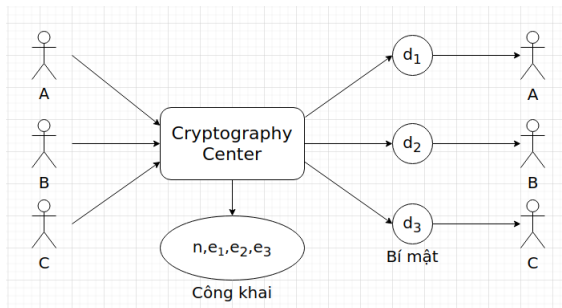 A
B
C
Cryptography
Center
n,e₁,e₂,e₃
Công khai
d₁
d₂
d₃
Bí mật
A
B
C